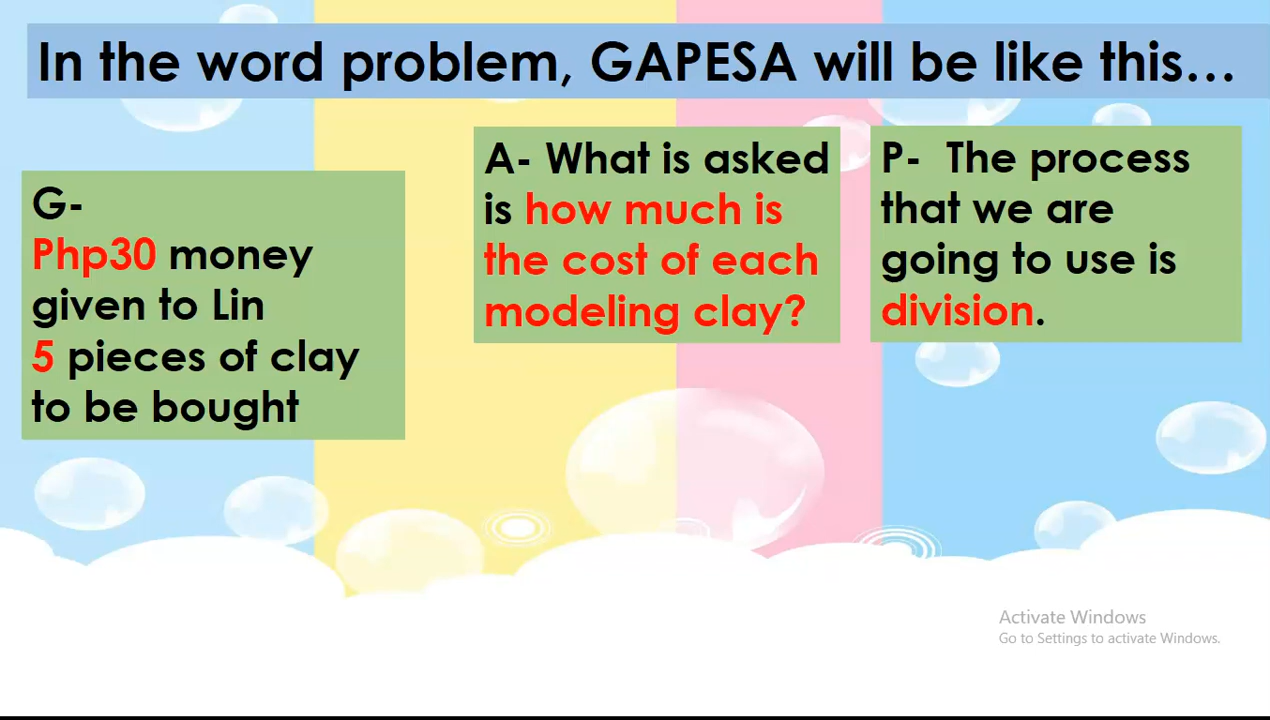 In the word problem, GAPESA will be like this...
G-
Php30 money
given to Lin
5 pieces of clay
to be bought
A- What is asked
is how much is
the cost of each
modeling clay?
P- The process
that we are
going to use is
division.
Activate Windows
Go to Settings to activate Windows.